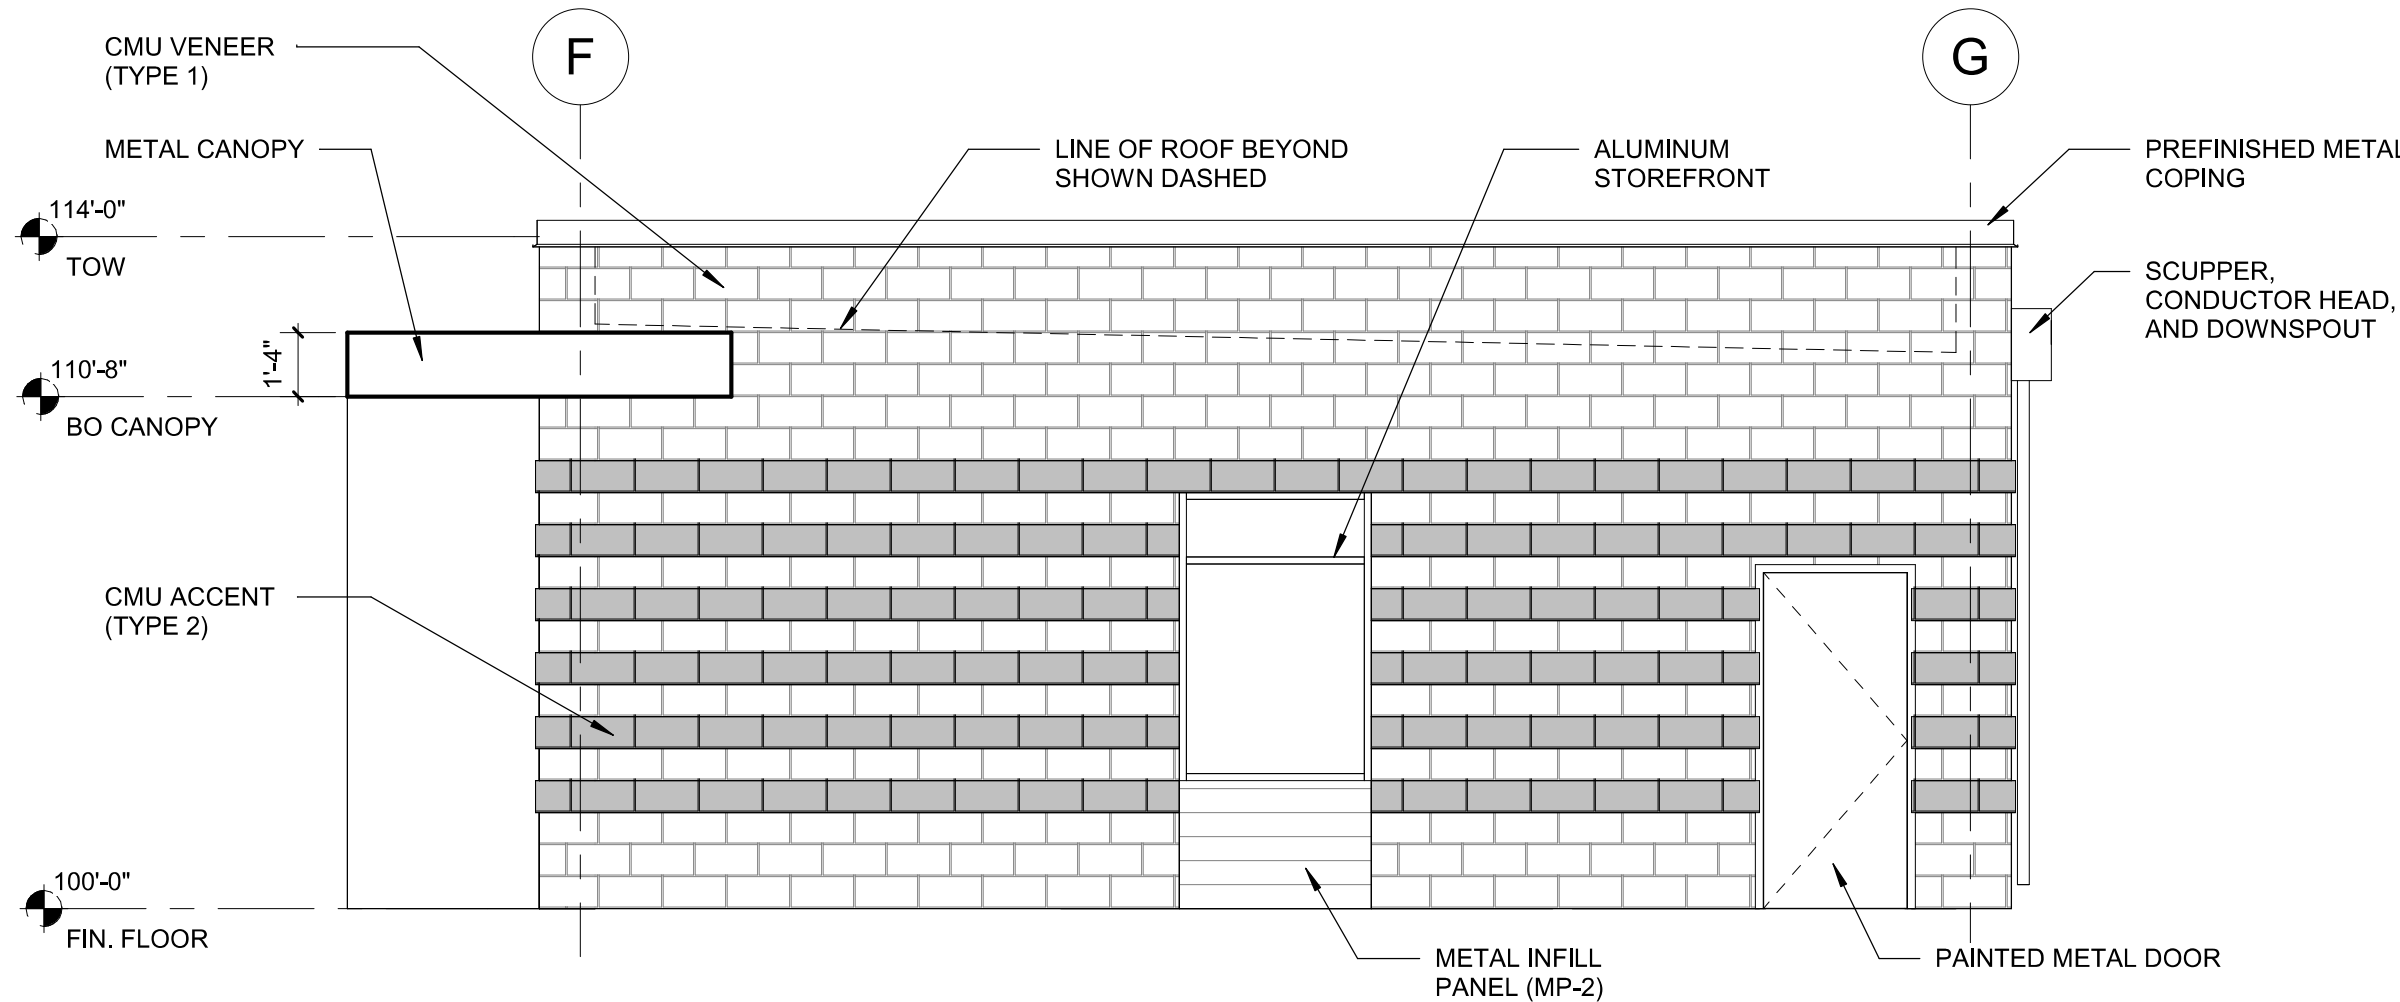 F
G
CMU VENEER
(TYPE 1)
METAL CANOPY
LINE OF ROOF BEYOND
SHOWN DASHED
ALUMINUM
STOREFRONT
PREFINISHED METAL
COPING
114'-0"
TOW
SCUPPER,
CONDUCTOR HEAD,
AND DOWNSPOUT
1'-4"
110'-8"
BO CANOPY
CMU ACCENT
(TYPE 2)
100'-0"
FIN. FLOOR
METAL INFILL
PANEL (MP-2)
PAINTED METAL DOOR